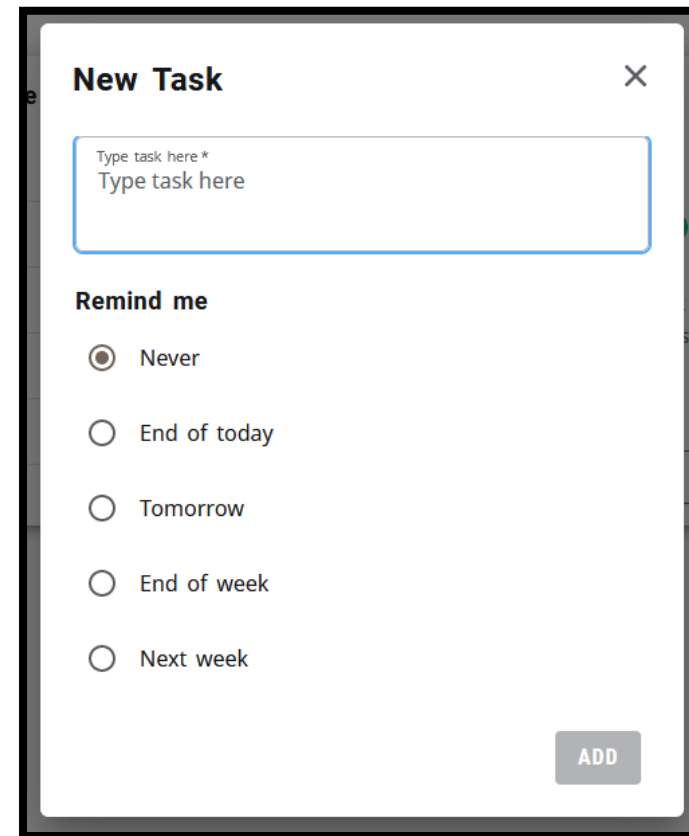 New Task
Type task here *
Type task here
Remind me
Never
End of today
Tomorrow
End of week
Next week
ADD